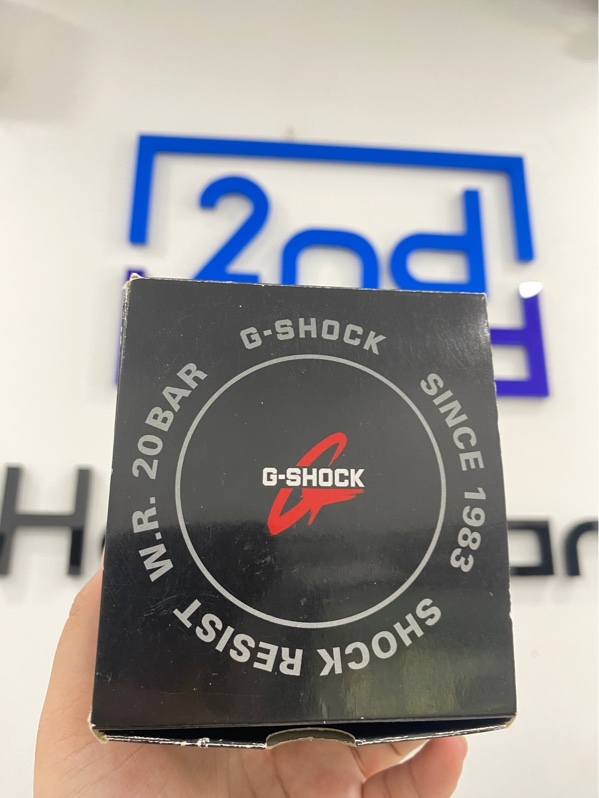 2nd
G-SHOCK
SINCE 1983
SHOCK RESIST
W.R. 20BAR
G-SHOCK